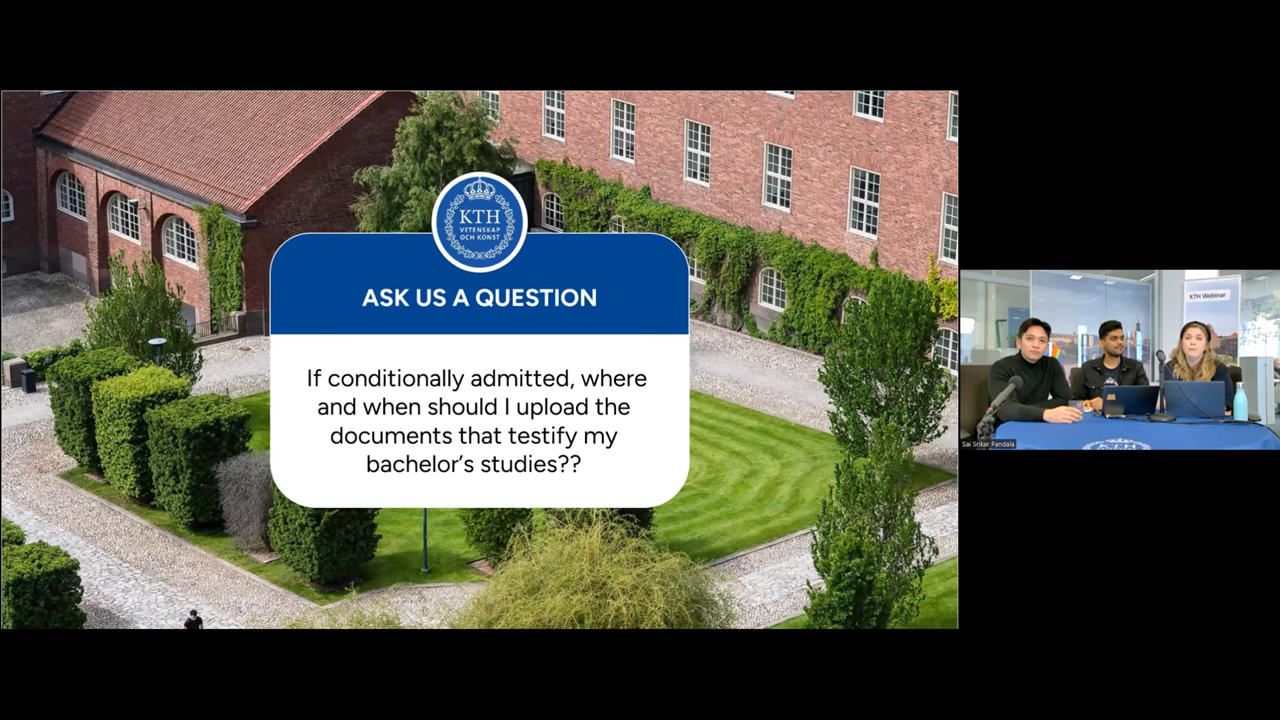 KTH
VETENSKAP
OCH KONST
ASK US A QUESTION
If conditionally admitted, where
and when should I upload the
documents that testify my
bachelor's studies??
KTH Webinar
Sai Srikar Pandala